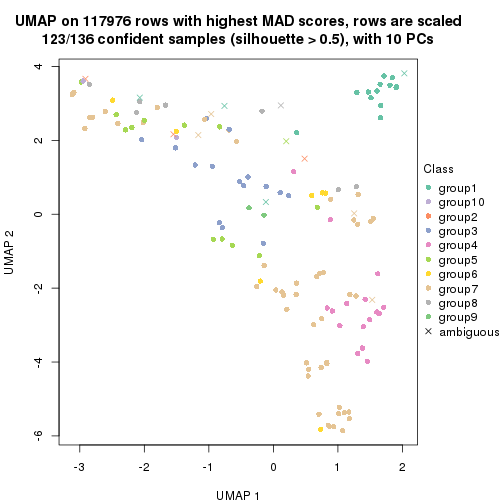 UMAP on 117976 rows with highest MAD scores, rows are scaled
123/136 confident samples (silhouette > 0.5), with 10 PCs
4
2
0
-2
-4
-6
UMAP 2
-3
-2
-1
0
1
2
UMAP 1
Class
group1
group10
group2
group3
group4
group5
group6
group7
group8
group9
ambiguous